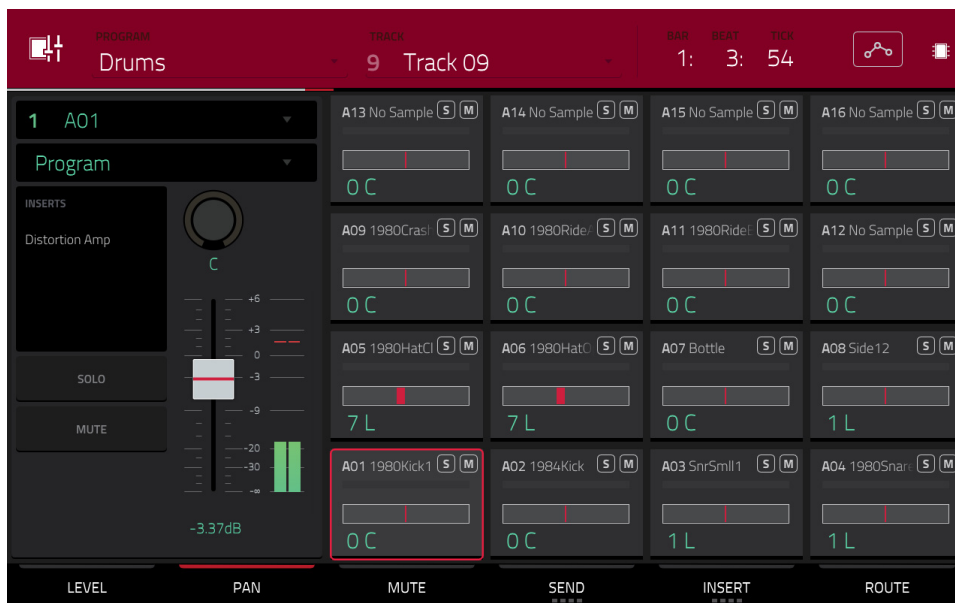 PROGRAM
Drums
TRACK
9 Track 09
BAR BEAT TICK
1: 3: 54
1 A01
Program
INSERTS
Distortion Amp
C
+6
+3
0
-3
-9
-20
-30
-∞
SOLO
MUTE
-3.37dB
A13 No Sample S M
0 C
A14 No Sample S M
0 C
A15 No Sample S M
0 C
A16 No Sample S M
0 C
A09 1980Cras S M
0 C
A10 1980Ride S M
0 C
A11 1980Ride S M
0 C
A12 No Sample S M
0 C
A05 1980HatCl S M
7 L
A06 1980HatO S M
7 L
A07 Bottle S M
0 C
A08 Side12 S M
1 L
A01 1980Kick1 S M
0 C
A02 1984Kick S M
0 C
A03 SnrSmll1 S M
1 L
A04 1980Snar S M
1 L
LEVEL PAN MUTE SEND INSERT ROUTE